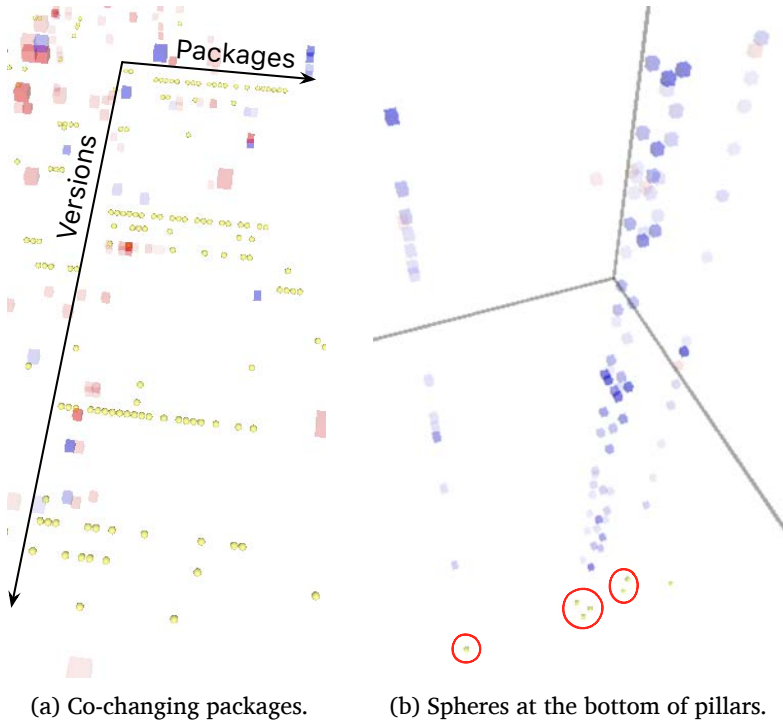 Packages
Versions
(a) Co-changing packages.
(b) Spheres at the bottom of pillars.